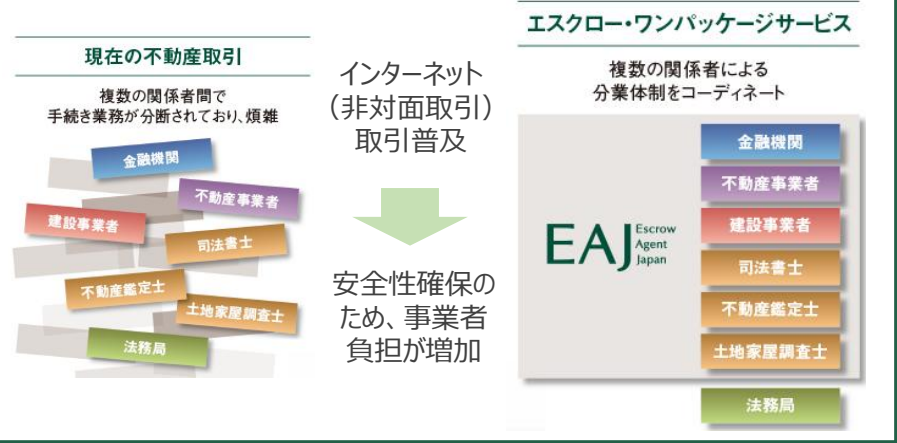 現在の不動産取引
複数の関係者間で
手続き業務が分断されており、煩雑
金融機関
不動産事業者
建設事業者
司法書士
不動産鑑定士
土地家屋調査士
法務局
インターネット
（非対面取引）
取引普及
安全性確保の
ため、事業者
負担が増加
エスクロー・ワンパッケージサービス
複数の関係者による
分業体制をコーディネート
EAJ
Escrow
Agent
Japan
金融機関
不動産事業者
建設事業者
司法書士
不動産鑑定士
土地家屋調査士
法務局